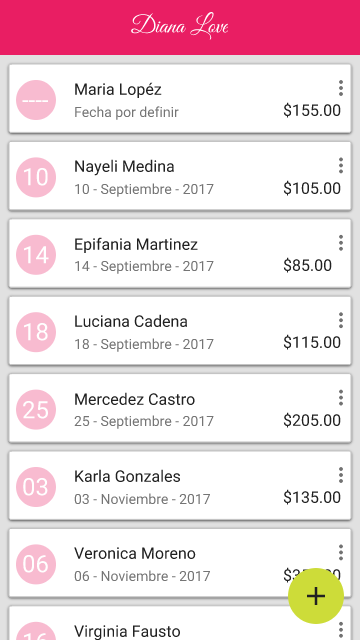 Diana Love
----
Maria Lopéz
Fecha por definir
$155.00
10
Nayeli Medina
10 - Septiembre - 2017
$105.00
14
Epifania Martinez
14 - Septiembre - 2017
$85.00
18
Luciana Cadena
18 - Septiembre - 2017
$115.00
25
Mercedez Castro
25 - Septiembre - 2017
$205.00
03
Karla Gonzales
03 - Noviembre - 2017
$135.00
06
Veronica Moreno
06 - Noviembre - 2017
+
Virginia Fausto